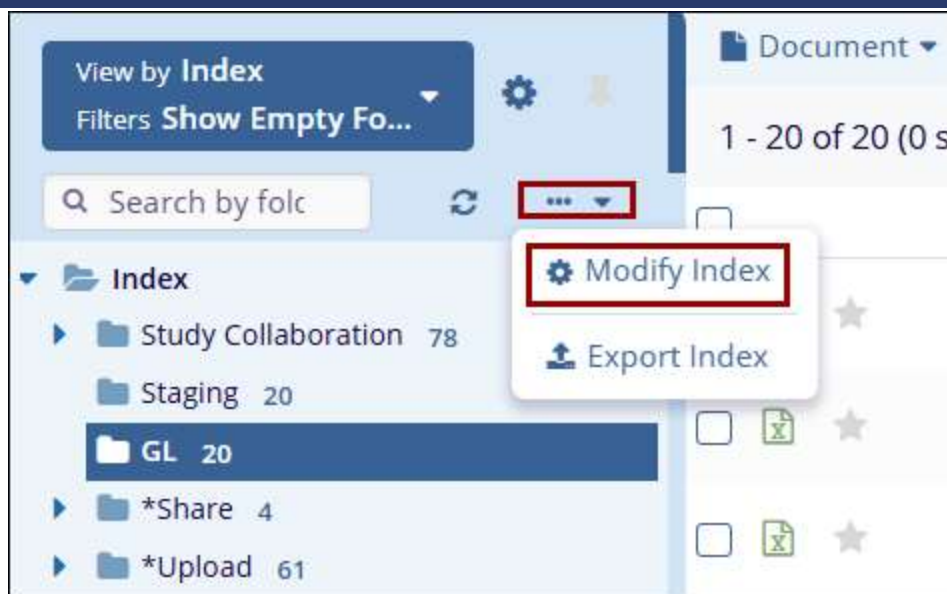 View by Index
Filters Show Empty Fo...
Document
1 - 20 of 20 (0 s
Search by folc
Index
Modify Index
Study Collaboration 78
Export Index
Staging 20
GL 20
*Share 4
*Upload 61